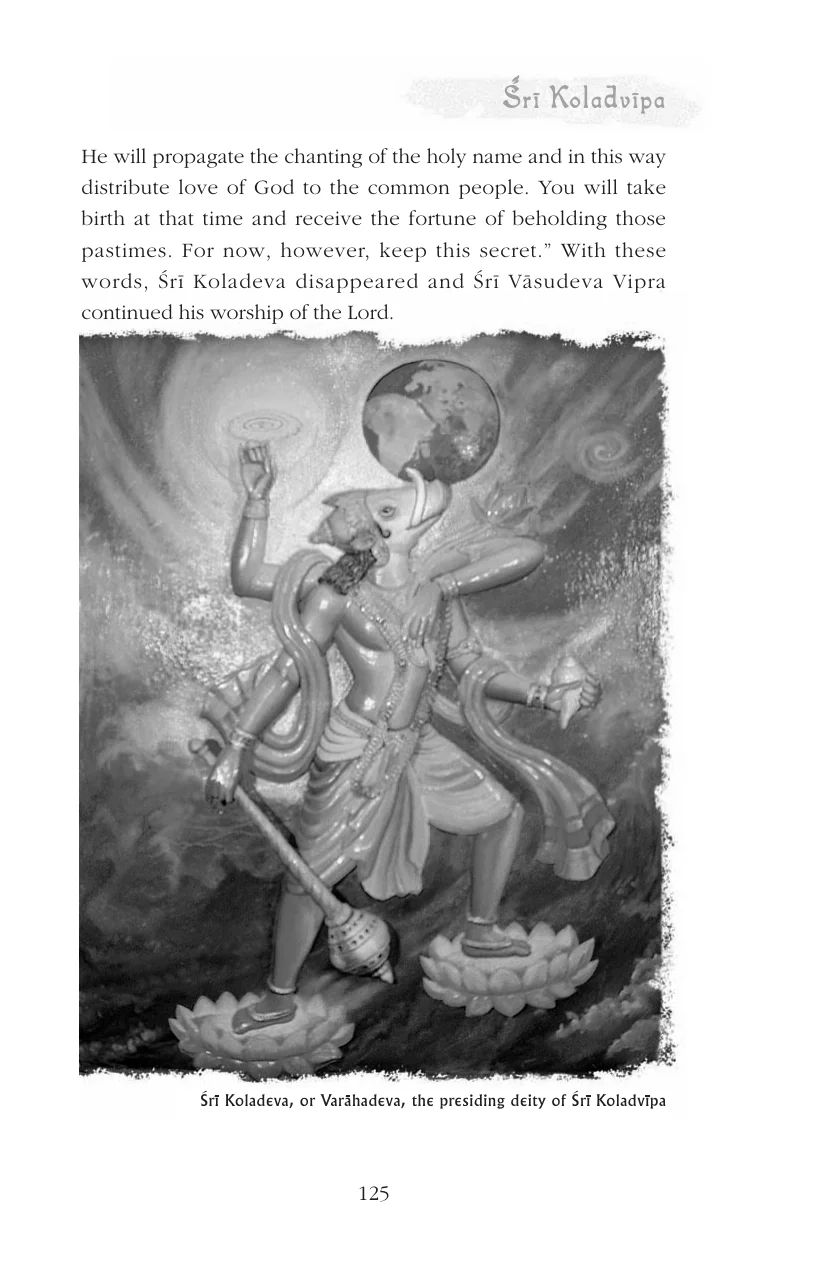 Śrī Koladvīpa
He will propagate the chanting of the holy name and in this way
distribute love of God to the common people. You will take
birth at that time and receive the fortune of beholding those
pastimes. For now, however, keep this secret.” With these
words, Śrī Koladeva disappeared and Śrī Vāsudeva Vipra
continued his worship of the Lord.
Śrī Koladeva, or Varāhadeva, the presiding deity of Śrī Koladvīpa
125